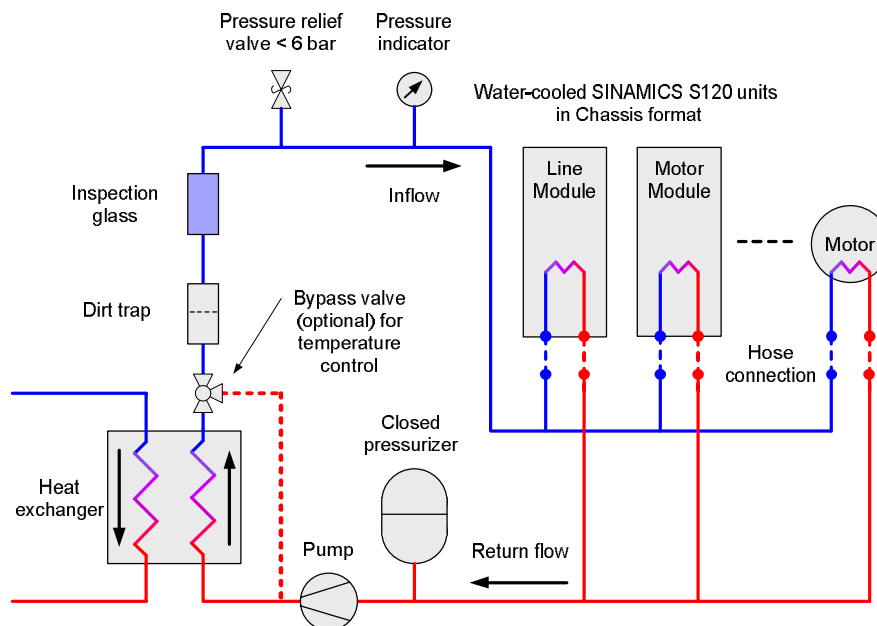 Pressure relief
valve < 6 bar
Pressure
indicator
Water-cooled SINAMICS S120 units
in Chassis format
Line
Module
Motor
Module
Inspection
glass
Inflow
Motor
Dirt trap
Bypass valve
(optional) for
temperature
control
Hose
connection
Closed
pressurizer
Heat
exchanger
Pump
Return flow